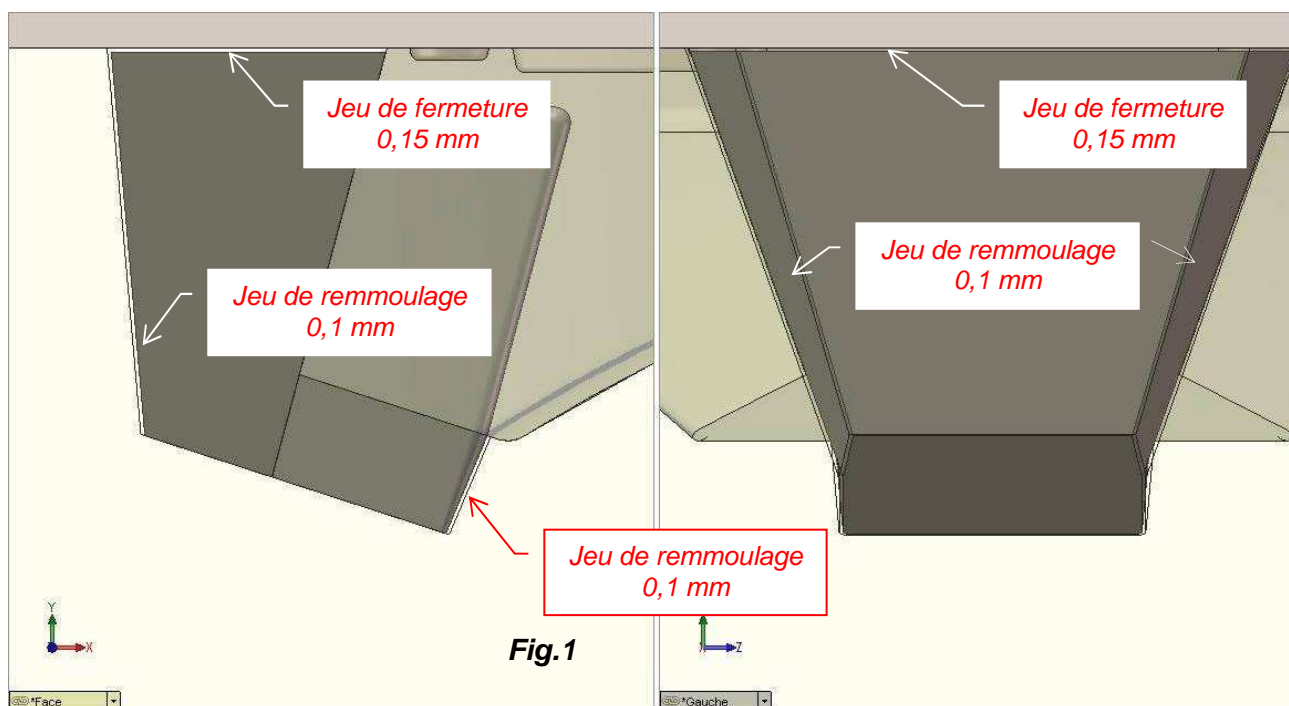 Jeu de fermeture
0,15 mm
Jeu de remmoulage
0,1 mm
Jeu de fermeture
0,15 mm
Jeu de remmoulage
0,1 mm
Jeu de remmoulage
0,1 mm
Fig.1
Y
X
Y
Z
*Face
*Gauche